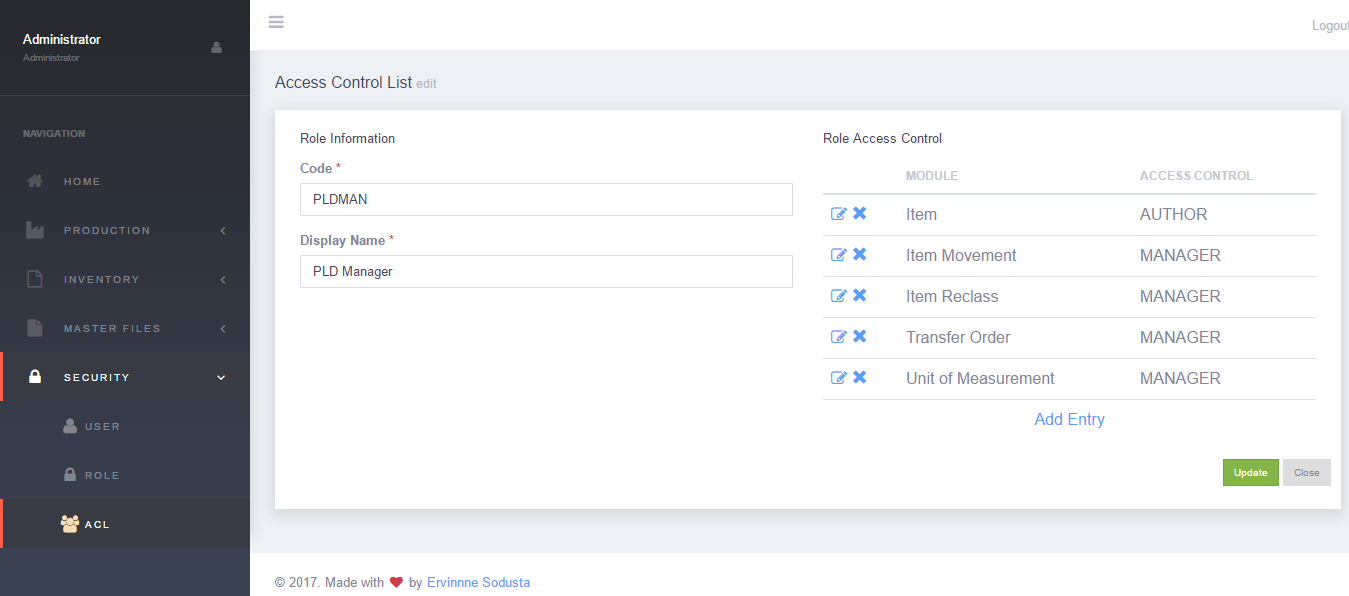 Administrator
Administrator
NAVIGATION
HOME
PRODUCTION
INVENTORY
MASTER FILES
SECURITY
USER
ROLE
ACL
Logout
Access Control List edit
Role Information
Code *
PLDMAN
Display Name *
PLD Manager
Role Access Control
MODULE ACCESS CONTROL
Item AUTHOR
Item Movement MANAGER
Item Reclass MANAGER
Transfer Order MANAGER
Unit of Measurement MANAGER
Add Entry
Update Close
© 2017. Made with ❤ by Ervinnne Sodusta